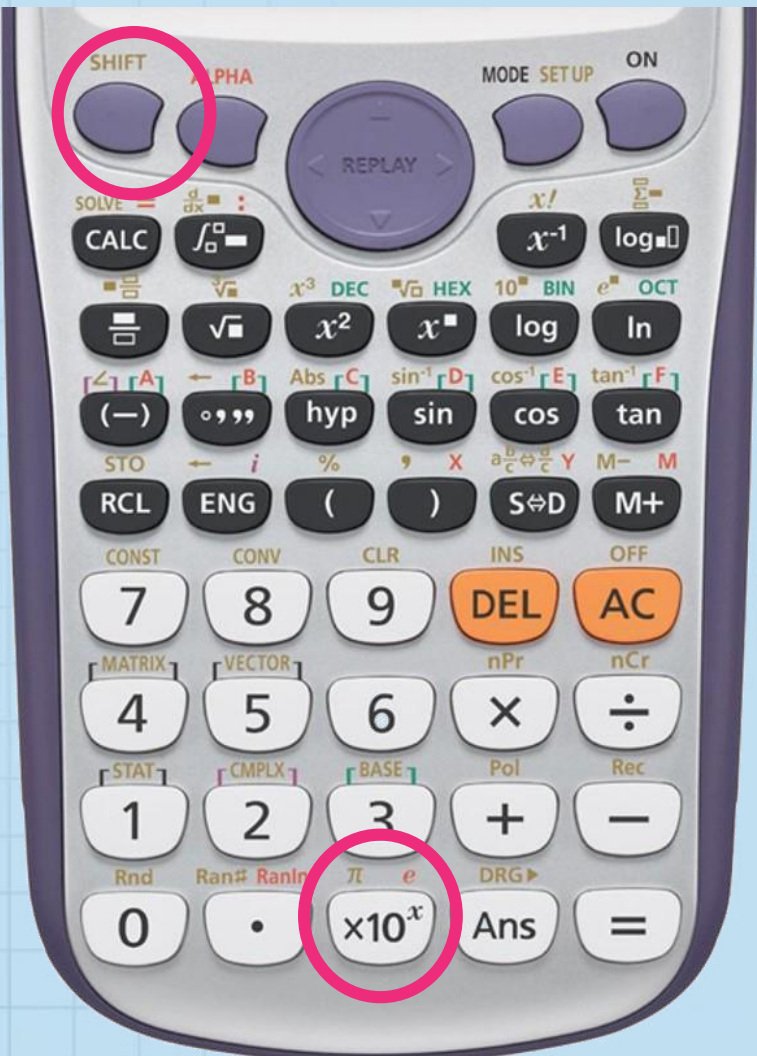 SHIFT ALPHA MODE SETUP ON
REPLAY
SOLVE = d/dx■ : x! Σ
CALC ∫ x⁻¹ log
x³ DEC HEX 10■ BIN e■ OCT
√■ x² x■ log ln
∠ A ← B Abs C sin⁻¹ D cos⁻¹ E tan⁻¹ F
(−) °,,, hyp sin cos tan
STO ← i % , X a b/c⇔d/c Y M− M
RCL ENG ( ) S⇔D M+
CONST CONV CLR INS OFF
7 8 9 DEL AC
MATRIX VECTOR nPr nCr
4 5 6 × ÷
STAT CMPLX BASE Pol Rec
1 2 3 + −
Rnd Ran# RanIn π e DRG▶
0 • ×10ˣ Ans =